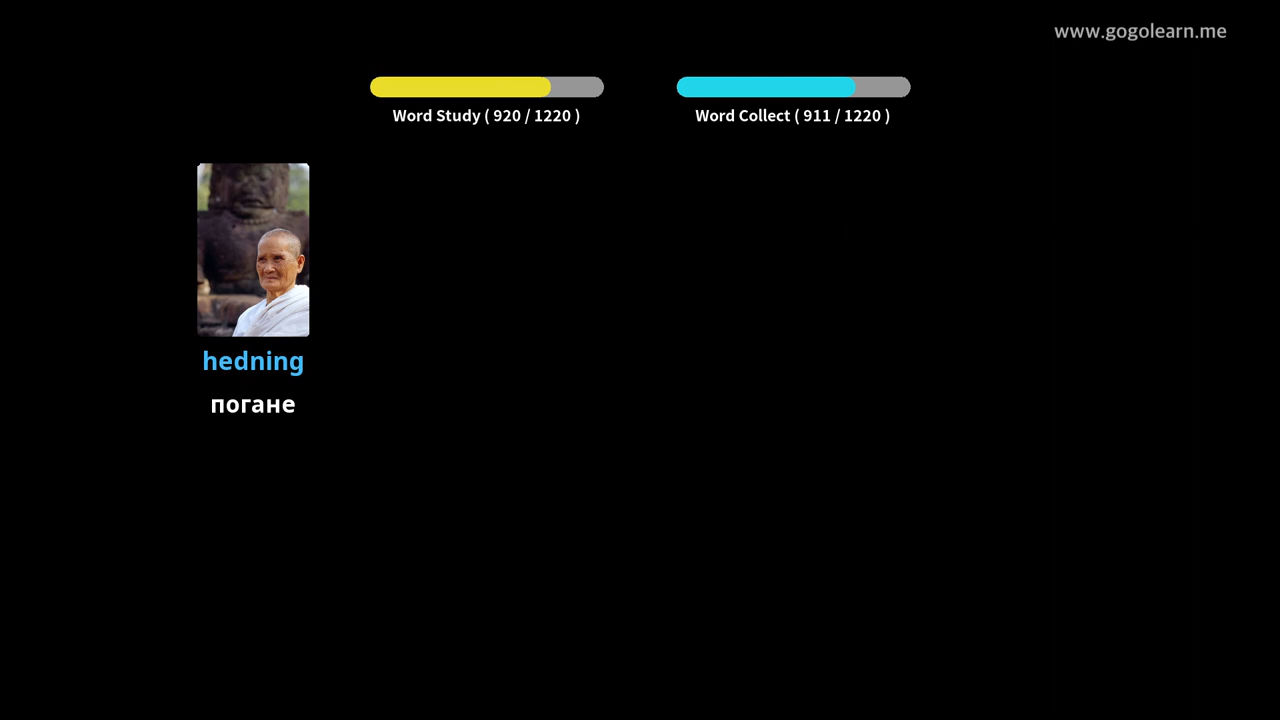 www.gogolearn.me
Word Study ( 920 / 1220 )
Word Collect ( 911 / 1220 )
hedning
погане